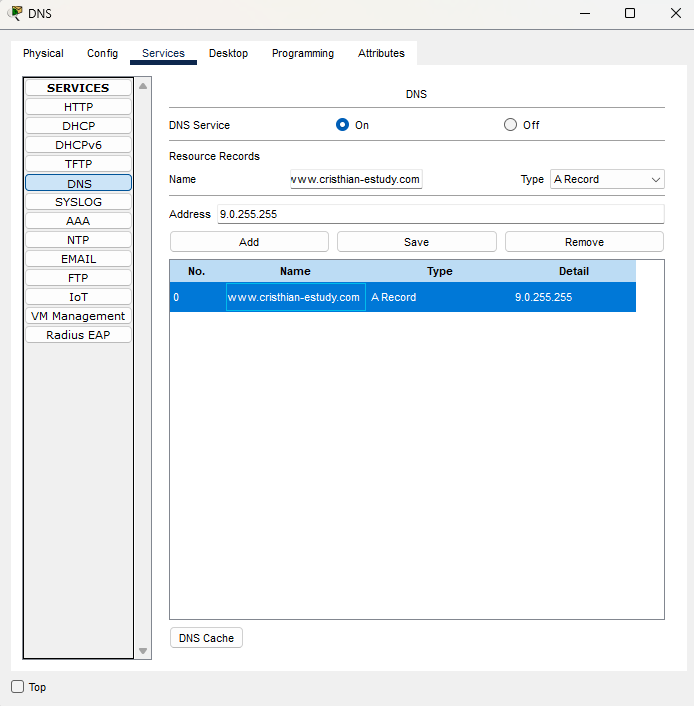 DNS
Physical Config Services Desktop Programming Attributes
SERVICES
HTTP
DHCP
DHCPv6
TFTP
DNS
SYSLOG
AAA
NTP
EMAIL
FTP
IoT
VM Management
Radius EAP
DNS
DNS Service On Off
Resource Records
Name www.cristhian-estudy.com Type A Record
Address 9.0.255.255
Add Save Remove
No. Name Type Detail
0 www.cristhian-estudy.com A Record 9.0.255.255
DNS Cache
Top